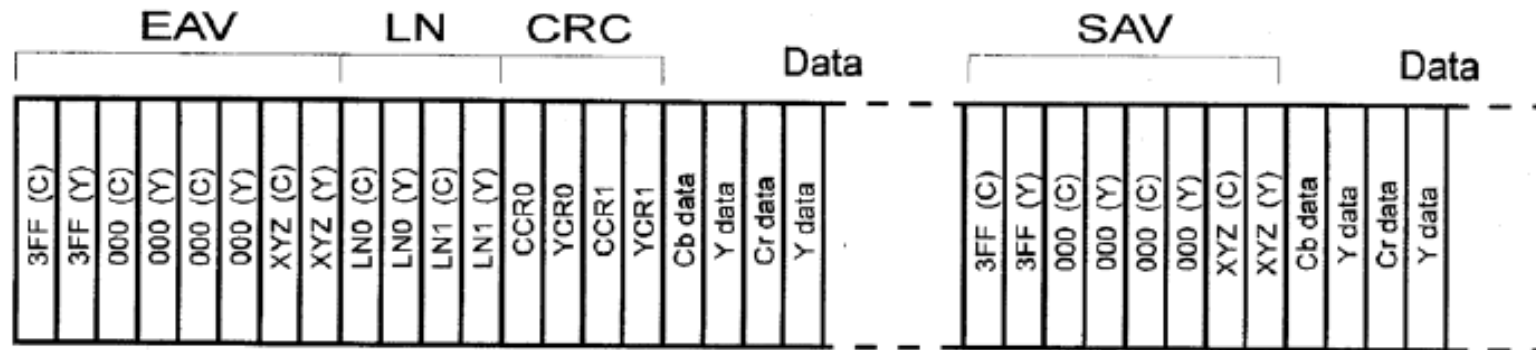 EAV LN CRC SAV
Data Data
3FF (C)
3FF (Y)
000 (C)
000 (Y)
000 (C)
000 (Y)
XYZ (C)
XYZ (Y)
LN0 (C)
LN0 (Y)
LN1 (C)
LN1 (Y)
CCR0
YCR0
CCR1
YCR1
Cb data
Y data
Cr data
Y data
3FF (C)
3FF (Y)
000 (C)
000 (Y)
000 (C)
000 (Y)
XYZ (C)
XYZ (Y)
Cb data
Y data
Cr data
Y data